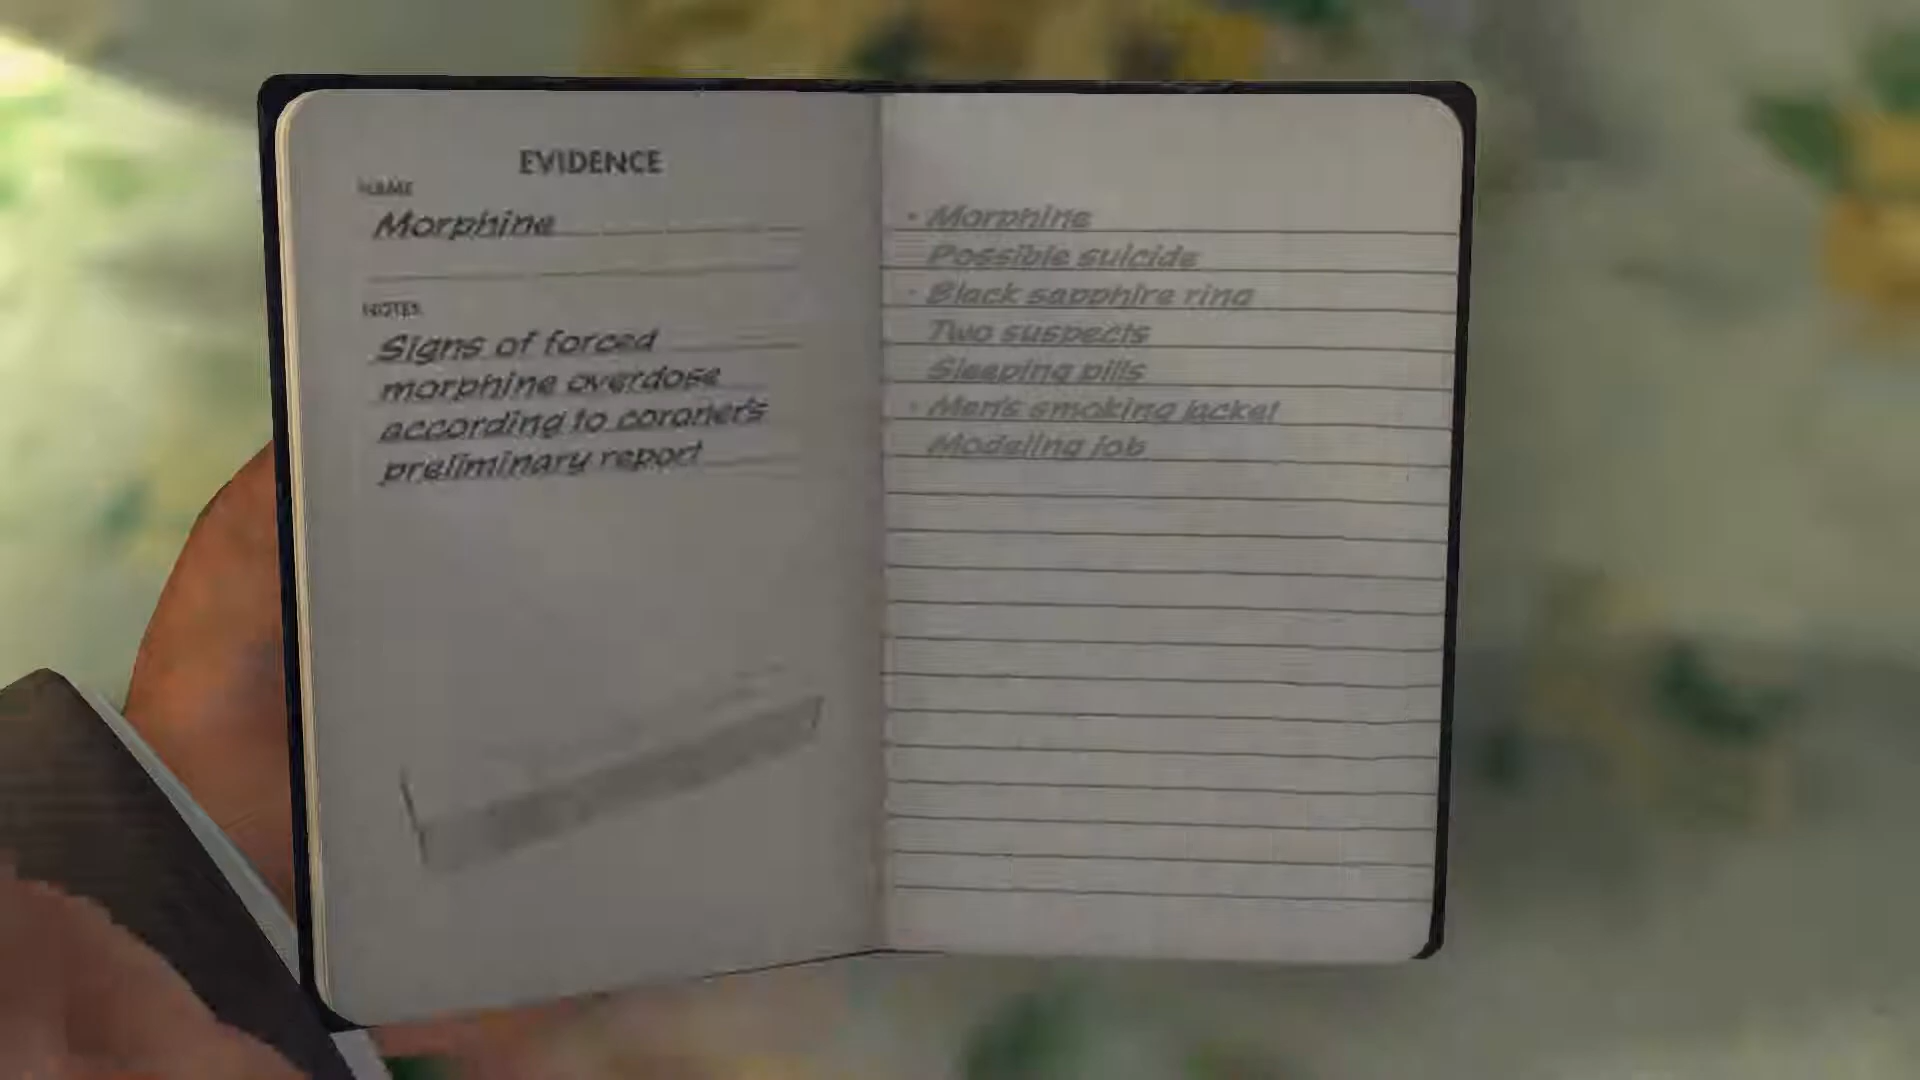 EVIDENCE
NAME
Morphine
NOTES
Signs of forced
morphine overdose
according to coroner's
preliminary report
- Morphine
Possible suicide
- Black sapphire ring
Two suspects
Sleeping pills
- Men's smoking jacket
Modeling job